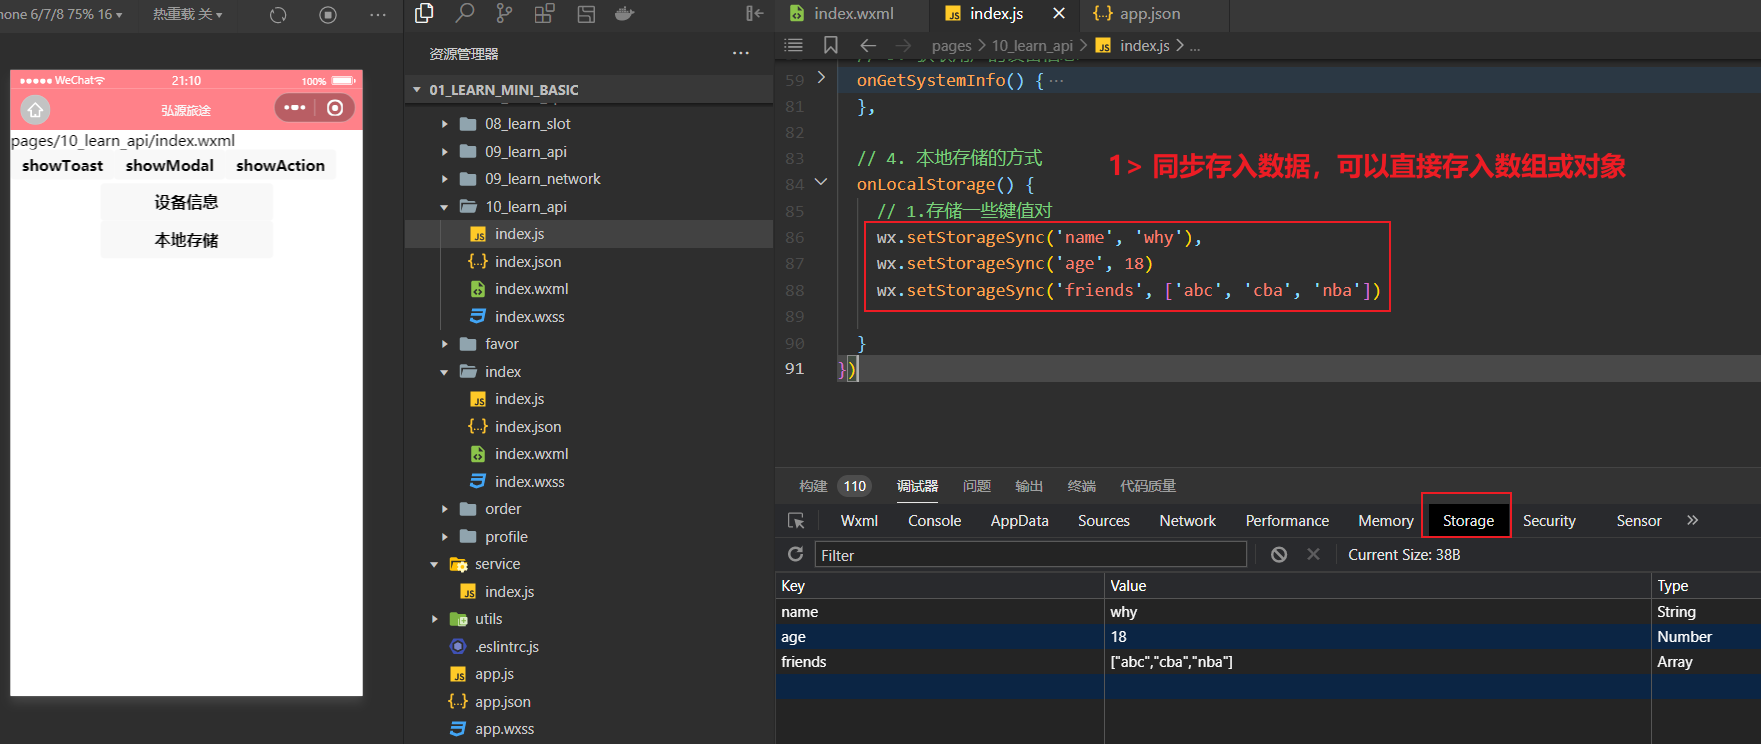 one 6/7/8 75% 16
热重载 关
WeChat
21:10
100%
弘源旅途
pages/10_learn_api/index.wxml
showToast
showModal
showAction
设备信息
本地存储
资源管理器
01_LEARN_MINI_BASIC
08_learn_slot
09_learn_api
09_learn_network
10_learn_api
index.js
index.json
index.wxml
index.wxss
favor
index
index.js
index.json
index.wxml
index.wxss
order
profile
service
index.js
utils
.eslintrc.js
app.js
app.json
app.wxss
index.wxml
index.js
app.json
pages > 10_learn_api > index.js > ...
59 onGetSystemInfo() { ...
81 },
82
83 // 4. 本地存储的方式
84 onLocalStorage() {
85 // 1.存储一些键值对
86 wx.setStorageSync('name', 'why'),
87 wx.setStorageSync('age', 18)
88 wx.setStorageSync('friends', ['abc', 'cba', 'nba'])
89
90 }
91 })
1> 同步存入数据，可以直接存入数组或对象
构建 110 调试器 问题 输出 终端 代码质量
Wxml Console AppData Sources Network Performance Memory Storage Security Sensor
Filter
Current Size: 38B
Key Value Type
name why String
age 18 Number
friends ["abc","cba","nba"] Array